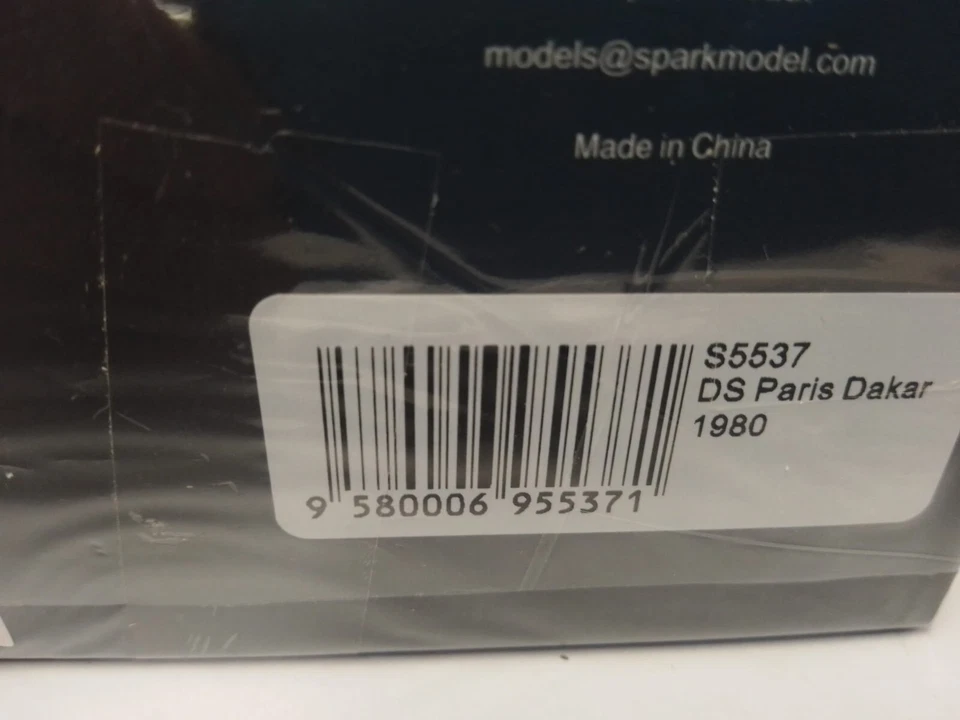 models@sparkmodel.com
Made in China
S5537
DS Paris Dakar
1980
9 580006 955371